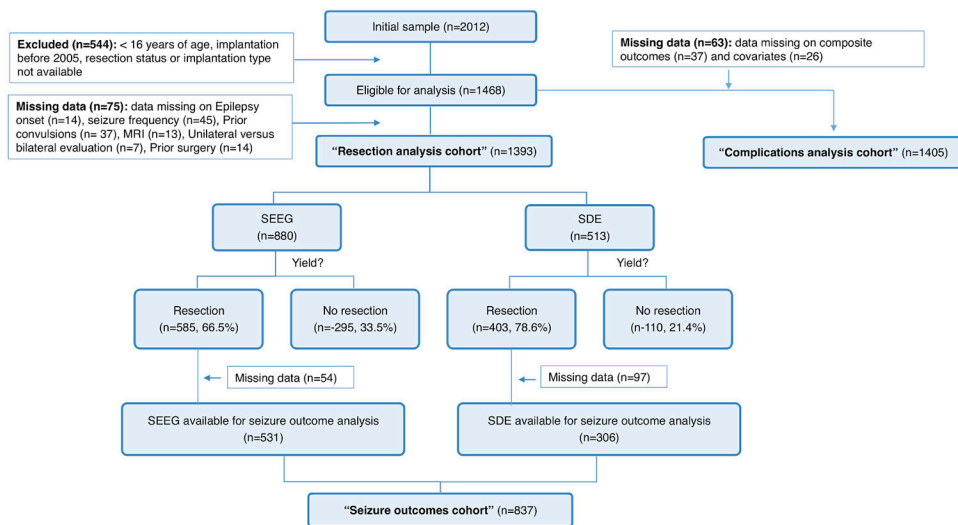 Initial sample (n=2012)
Excluded (n=544): < 16 years of age, implantation
before 2005, resection status or implantation type
not available
Missing data (n=63): data missing on composite
outcomes (n=37) and covariates (n=26)
Eligible for analysis (n=1468)
Missing data (n=75): data missing on Epilepsy
onset (n=14), seizure frequency (n=45), Prior
convulsions (n= 37), MRI (n=13), Unilateral versus
bilateral evaluation (n=7), Prior surgery (n=14)
“Resection analysis cohort” (n=1393)
“Complications analysis cohort” (n=1405)
SEEG
(n=880)
SDE
(n=513)
Yield?
Yield?
Resection
(n=585, 66.5%)
No resection
(n=-295, 33.5%)
Resection
(n=403, 78.6%)
No resection
(n-110, 21.4%)
Missing data (n=54)
Missing data (n=97)
SEEG available for seizure outcome analysis
(n=531)
SDE available for seizure outcome analysis
(n=306)
“Seizure outcomes cohort” (n=837)